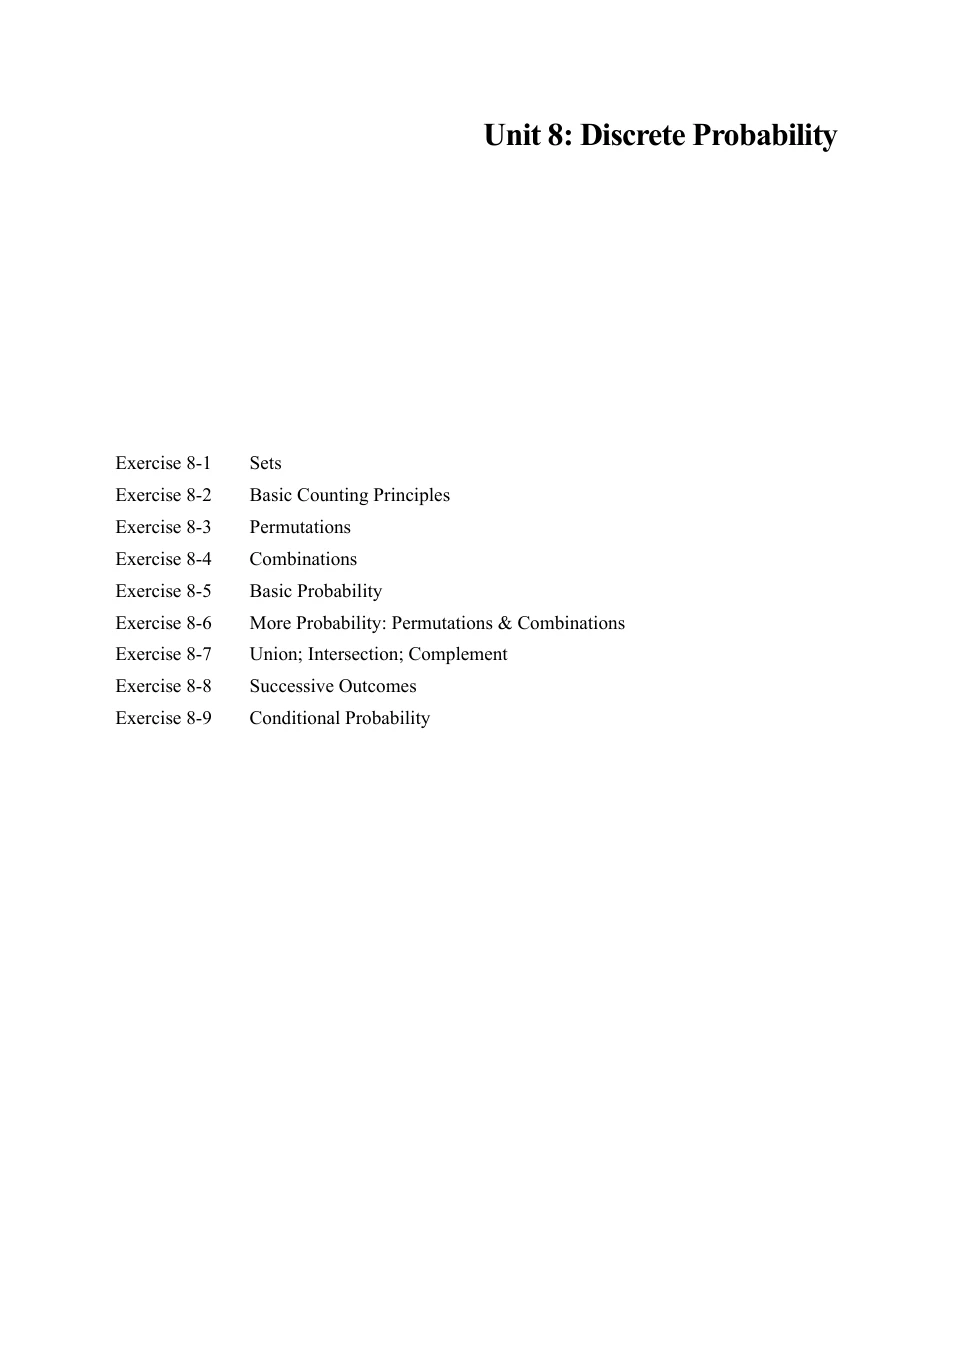 Unit 8: Discrete Probability
Exercise 8-1 Sets
Exercise 8-2 Basic Counting Principles
Exercise 8-3 Permutations
Exercise 8-4 Combinations
Exercise 8-5 Basic Probability
Exercise 8-6 More Probability: Permutations & Combinations
Exercise 8-7 Union; Intersection; Complement
Exercise 8-8 Successive Outcomes
Exercise 8-9 Conditional Probability